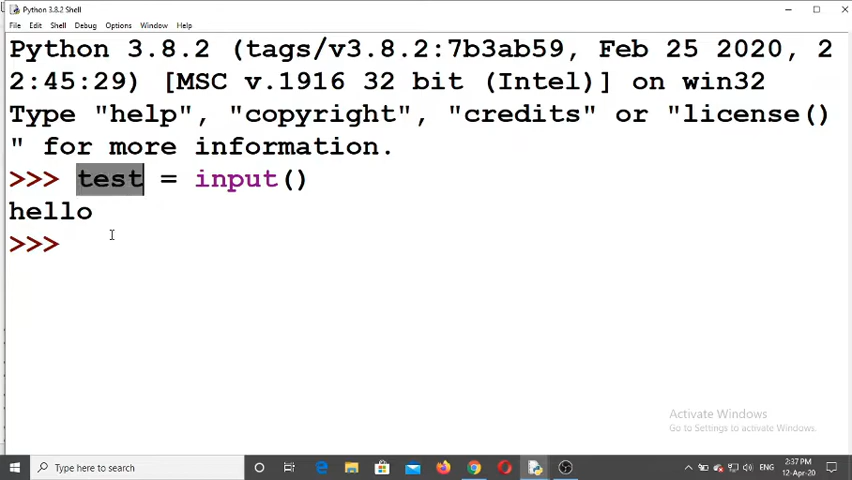 Python 3.8.2 Shell
File Edit Shell Debug Options Window Help
Python 3.8.2 (tags/v3.8.2:7b3ab59, Feb 25 2020, 2
2:45:29) [MSC v.1916 32 bit (Intel)] on win32
Type "help", "copyright", "credits" or "license()
" for more information.
>>> test = input()
hello
>>>
Activate Windows
Go to Settings to activate Windows.
Type here to search
ENG
2:37 PM
12-Apr-20